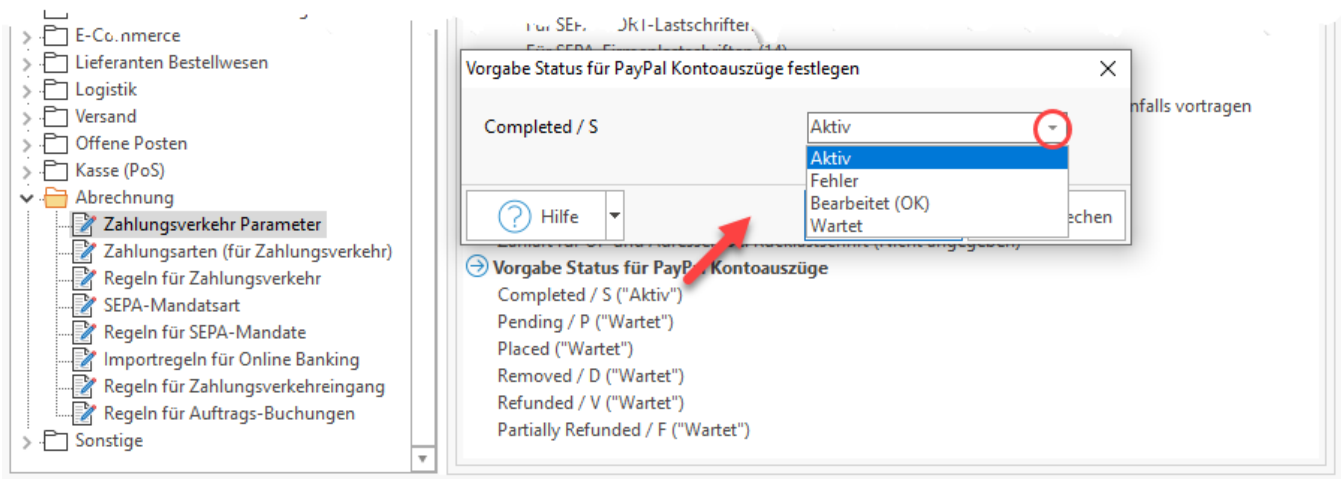 E-Commerce
Lieferanten Bestellwesen
Logistik
Versand
Offene Posten
Kasse (PoS)
Abrechnung
Zahlungsverkehr Parameter
Zahlungsarten (für Zahlungsverkehr)
Regeln für Zahlungsverkehr
SEPA-Mandatsart
Regeln für SEPA-Mandate
Importregeln für Online Banking
Regeln für Zahlungsverkehreingang
Regeln für Auftrags-Buchungen
Sonstige
Vorgabe Status für PayPal Kontoauszüge festlegen
nfalls vortragen
Completed / S
Aktiv
Aktiv
Fehler
Bearbeitet (OK)
Wartet
Hilfe
echen
Vorgabe Status für PayPal Kontoauszüge
Completed / S ("Aktiv")
Pending / P ("Wartet")
Placed ("Wartet")
Removed / D ("Wartet")
Refunded / V ("Wartet")
Partially Refunded / F ("Wartet")